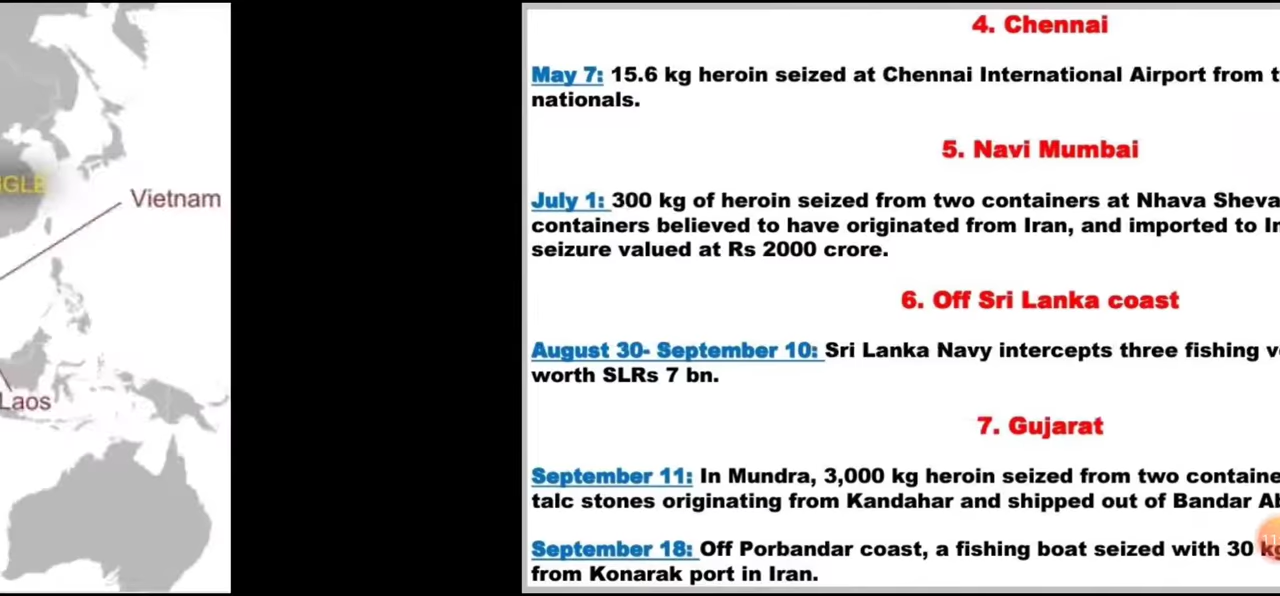 GLE
Vietnam
Laos
4. Chennai
May 7: 15.6 kg heroin seized at Chennai International Airport from t
nationals.
5. Navi Mumbai
July 1: 300 kg of heroin seized from two containers at Nhava Sheva
containers believed to have originated from Iran, and imported to In
seizure valued at Rs 2000 crore.
6. Off Sri Lanka coast
August 30- September 10: Sri Lanka Navy intercepts three fishing v
worth SLRs 7 bn.
7. Gujarat
September 11: In Mundra, 3,000 kg heroin seized from two containe
talc stones originating from Kandahar and shipped out of Bandar Ab
September 18: Off Porbandar coast, a fishing boat seized with 30 kg
from Konarak port in Iran.